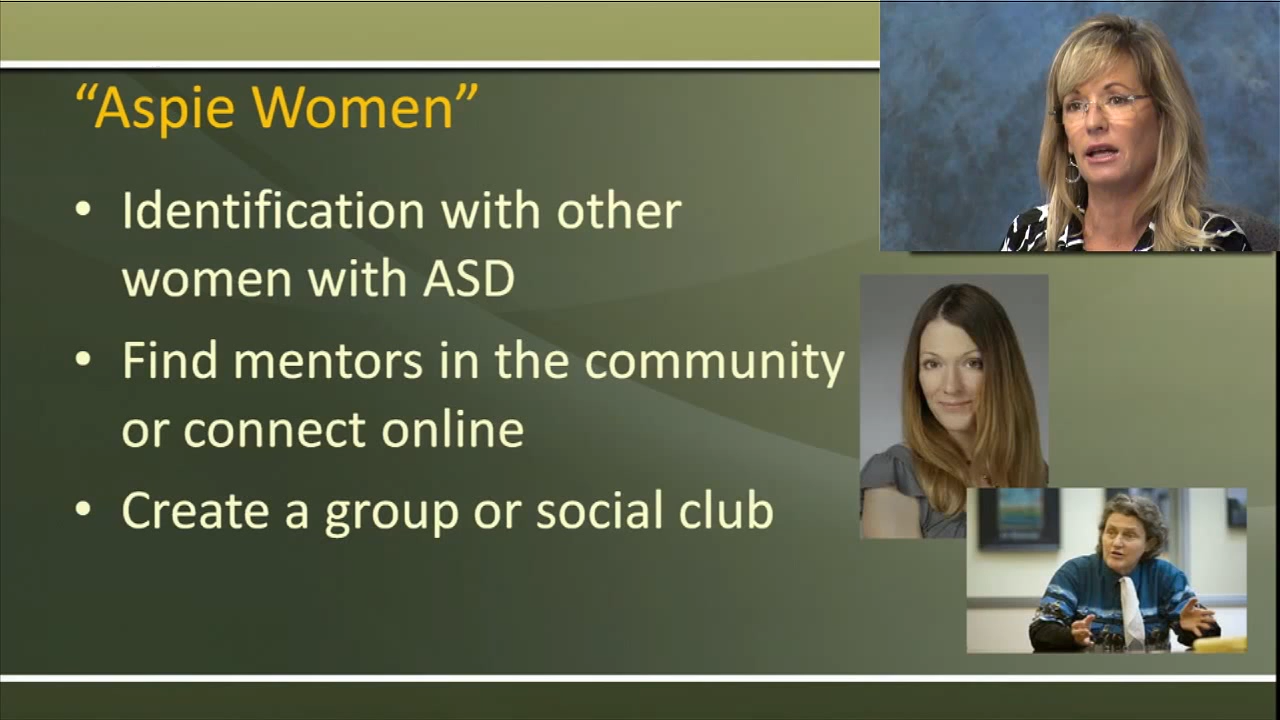 “Aspie Women”
• Identification with other
women with ASD
• Find mentors in the community
or connect online
• Create a group or social club